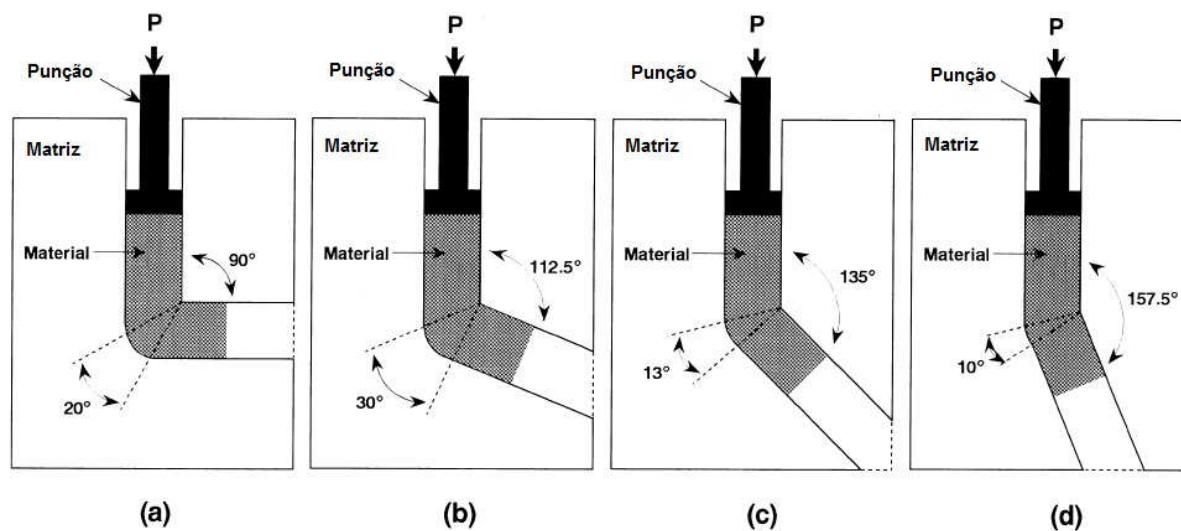 P
Punção
Matriz
Material
90°
20°
(a)
P
Punção
Matriz
Material
112.5°
30°
(b)
P
Punção
Matriz
Material
135°
13°
(c)
P
Punção
Matriz
Material
157.5°
10°
(d)